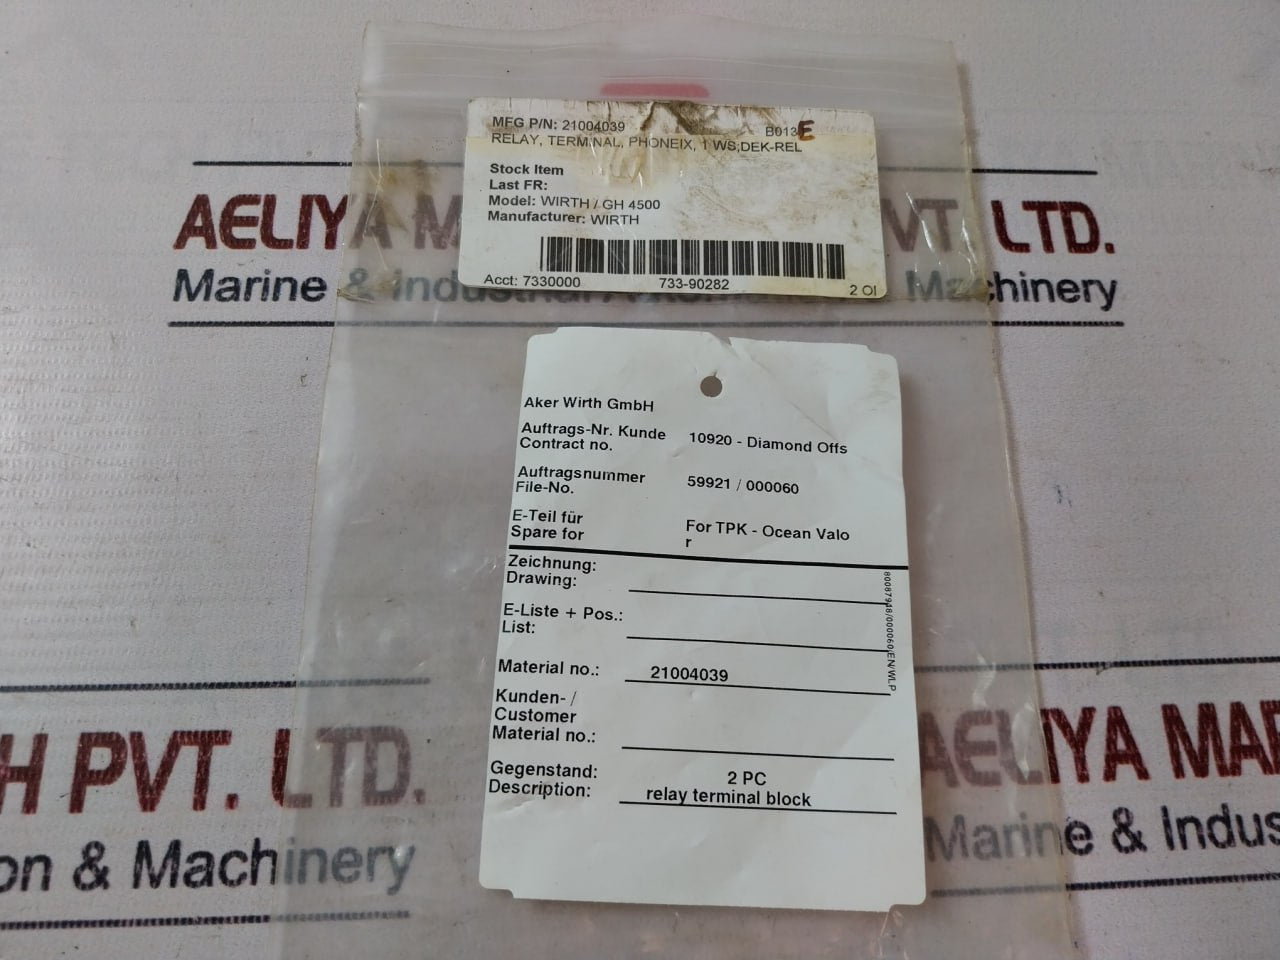 MFG P/N: 21004039
RELAY, TERMINAL, PHONEIX, 1 WS;DEK-REL
Stock Item
Last FR:
Model: WIRTH / GH 4500
Manufacturer: WIRTH
Acct: 7330000 733-90282 2 OI
AELIYA M VT. LTD.
Marine & Industrial Machinery
Aker Wirth GmbH
Auftrags-Nr. Kunde
Contract no. 10920 - Diamond Offs
Auftragsnummer
File-No. 59921 / 000060
E-Teil für
Spare for For TPK - Ocean Valo
r
Zeichnung:
Drawing:
E-Liste + Pos.:
List:
Material no.: 21004039
Kunden- /
Customer
Material no.:
Gegenstand: 2 PC
Description: relay terminal block
H PVT. LTD.
on & Machinery
AELIYA MAR
Marine & Indus